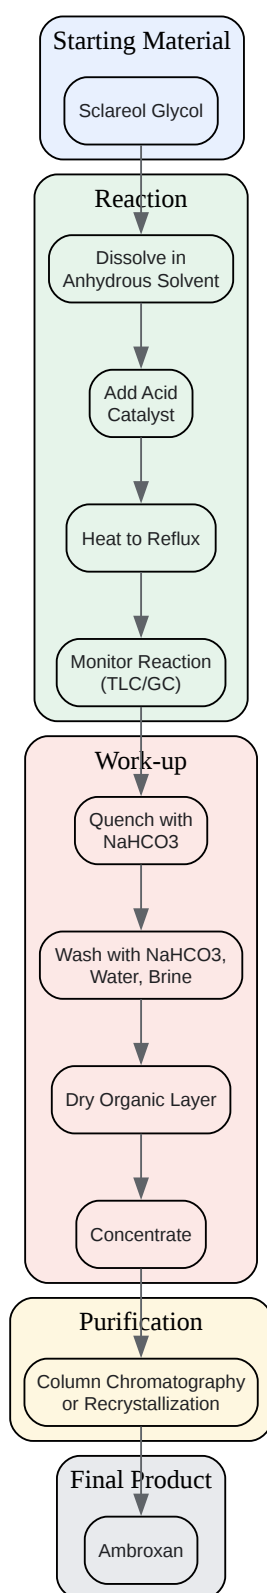 Starting Material
Sclareol Glycol
Reaction
Dissolve in
Anhydrous Solvent
Add Acid
Catalyst
Heat to Reflux
Monitor Reaction
(TLC/GC)
Work-up
Quench with
NaHCO3
Wash with NaHCO3,
Water, Brine
Dry Organic Layer
Concentrate
Purification
Column Chromatography
or Recrystallization
Final Product
Ambroxan